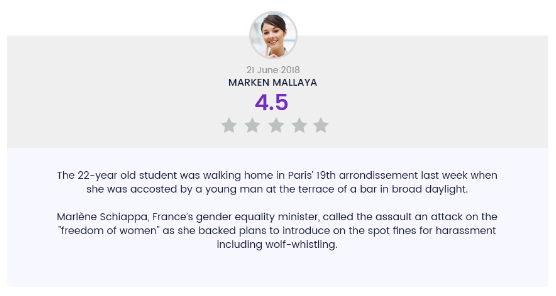 21 June 2018
MARKEN MALLAYA
4.5
The 22-year old student was walking home in Paris' 19th arrondissement last week when
she was accosted by a young man at the terrace of a bar in broad daylight.
Marlène Schiappa, France's gender equality minister, called the assault an attack on the
"freedom of women" as she backed plans to introduce on the spot fines for harassment
including wolf-whistling.